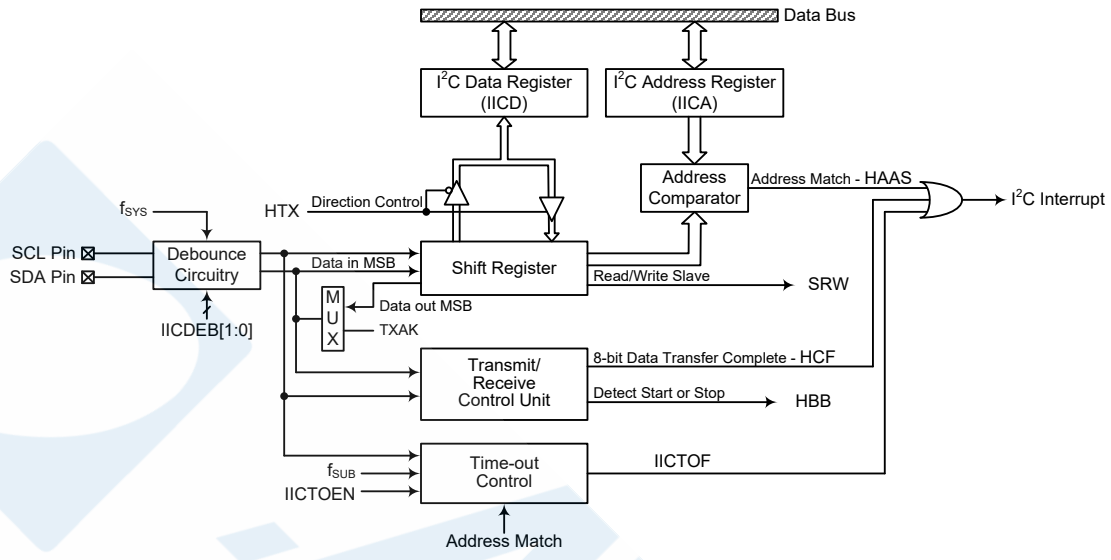 Data Bus
I²C Data Register
(IICD)
I²C Address Register
(IICA)
Address
Comparator
Address Match - HAAS
I²C Interrupt
HTX
Direction Control
fSYS
SCL Pin
SDA Pin
Debounce
Circuitry
IICDEB[1:0]
Data in MSB
Shift Register
Read/Write Slave
SRW
M
U
X
Data out MSB
TXAK
Transmit/
Receive
Control Unit
8-bit Data Transfer Complete - HCF
Detect Start or Stop
HBB
fSUB
IICTOEN
Time-out
Control
IICTOF
Address Match